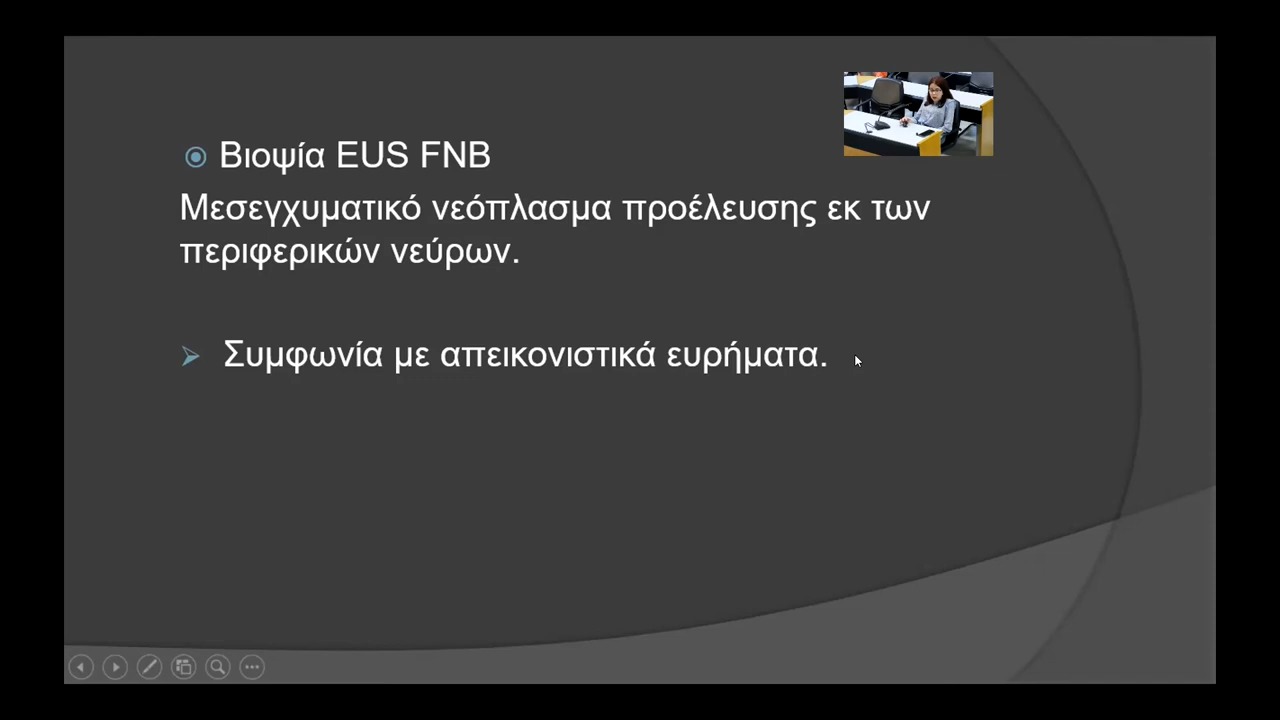 Βιοψία EUS FNB
Μεσεγχυματικό νεόπλασμα προέλευσης εκ των
περιφερικών νεύρων.
Συμφωνία με απεικονιστικά ευρήματα.